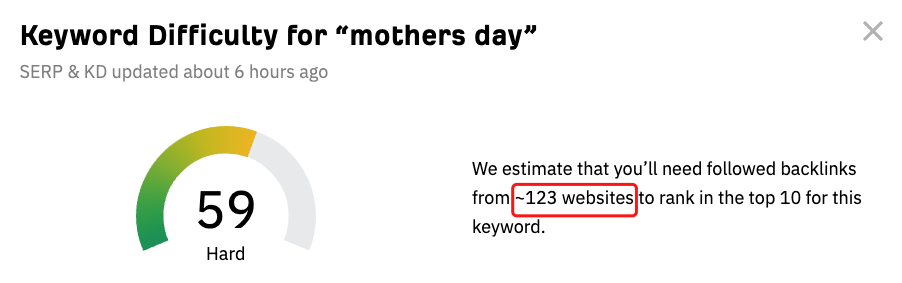 Keyword Difficulty for “mothers day”
SERP & KD updated about 6 hours ago
59
Hard
We estimate that you’ll need followed backlinks
from ~123 websites to rank in the top 10 for this
keyword.